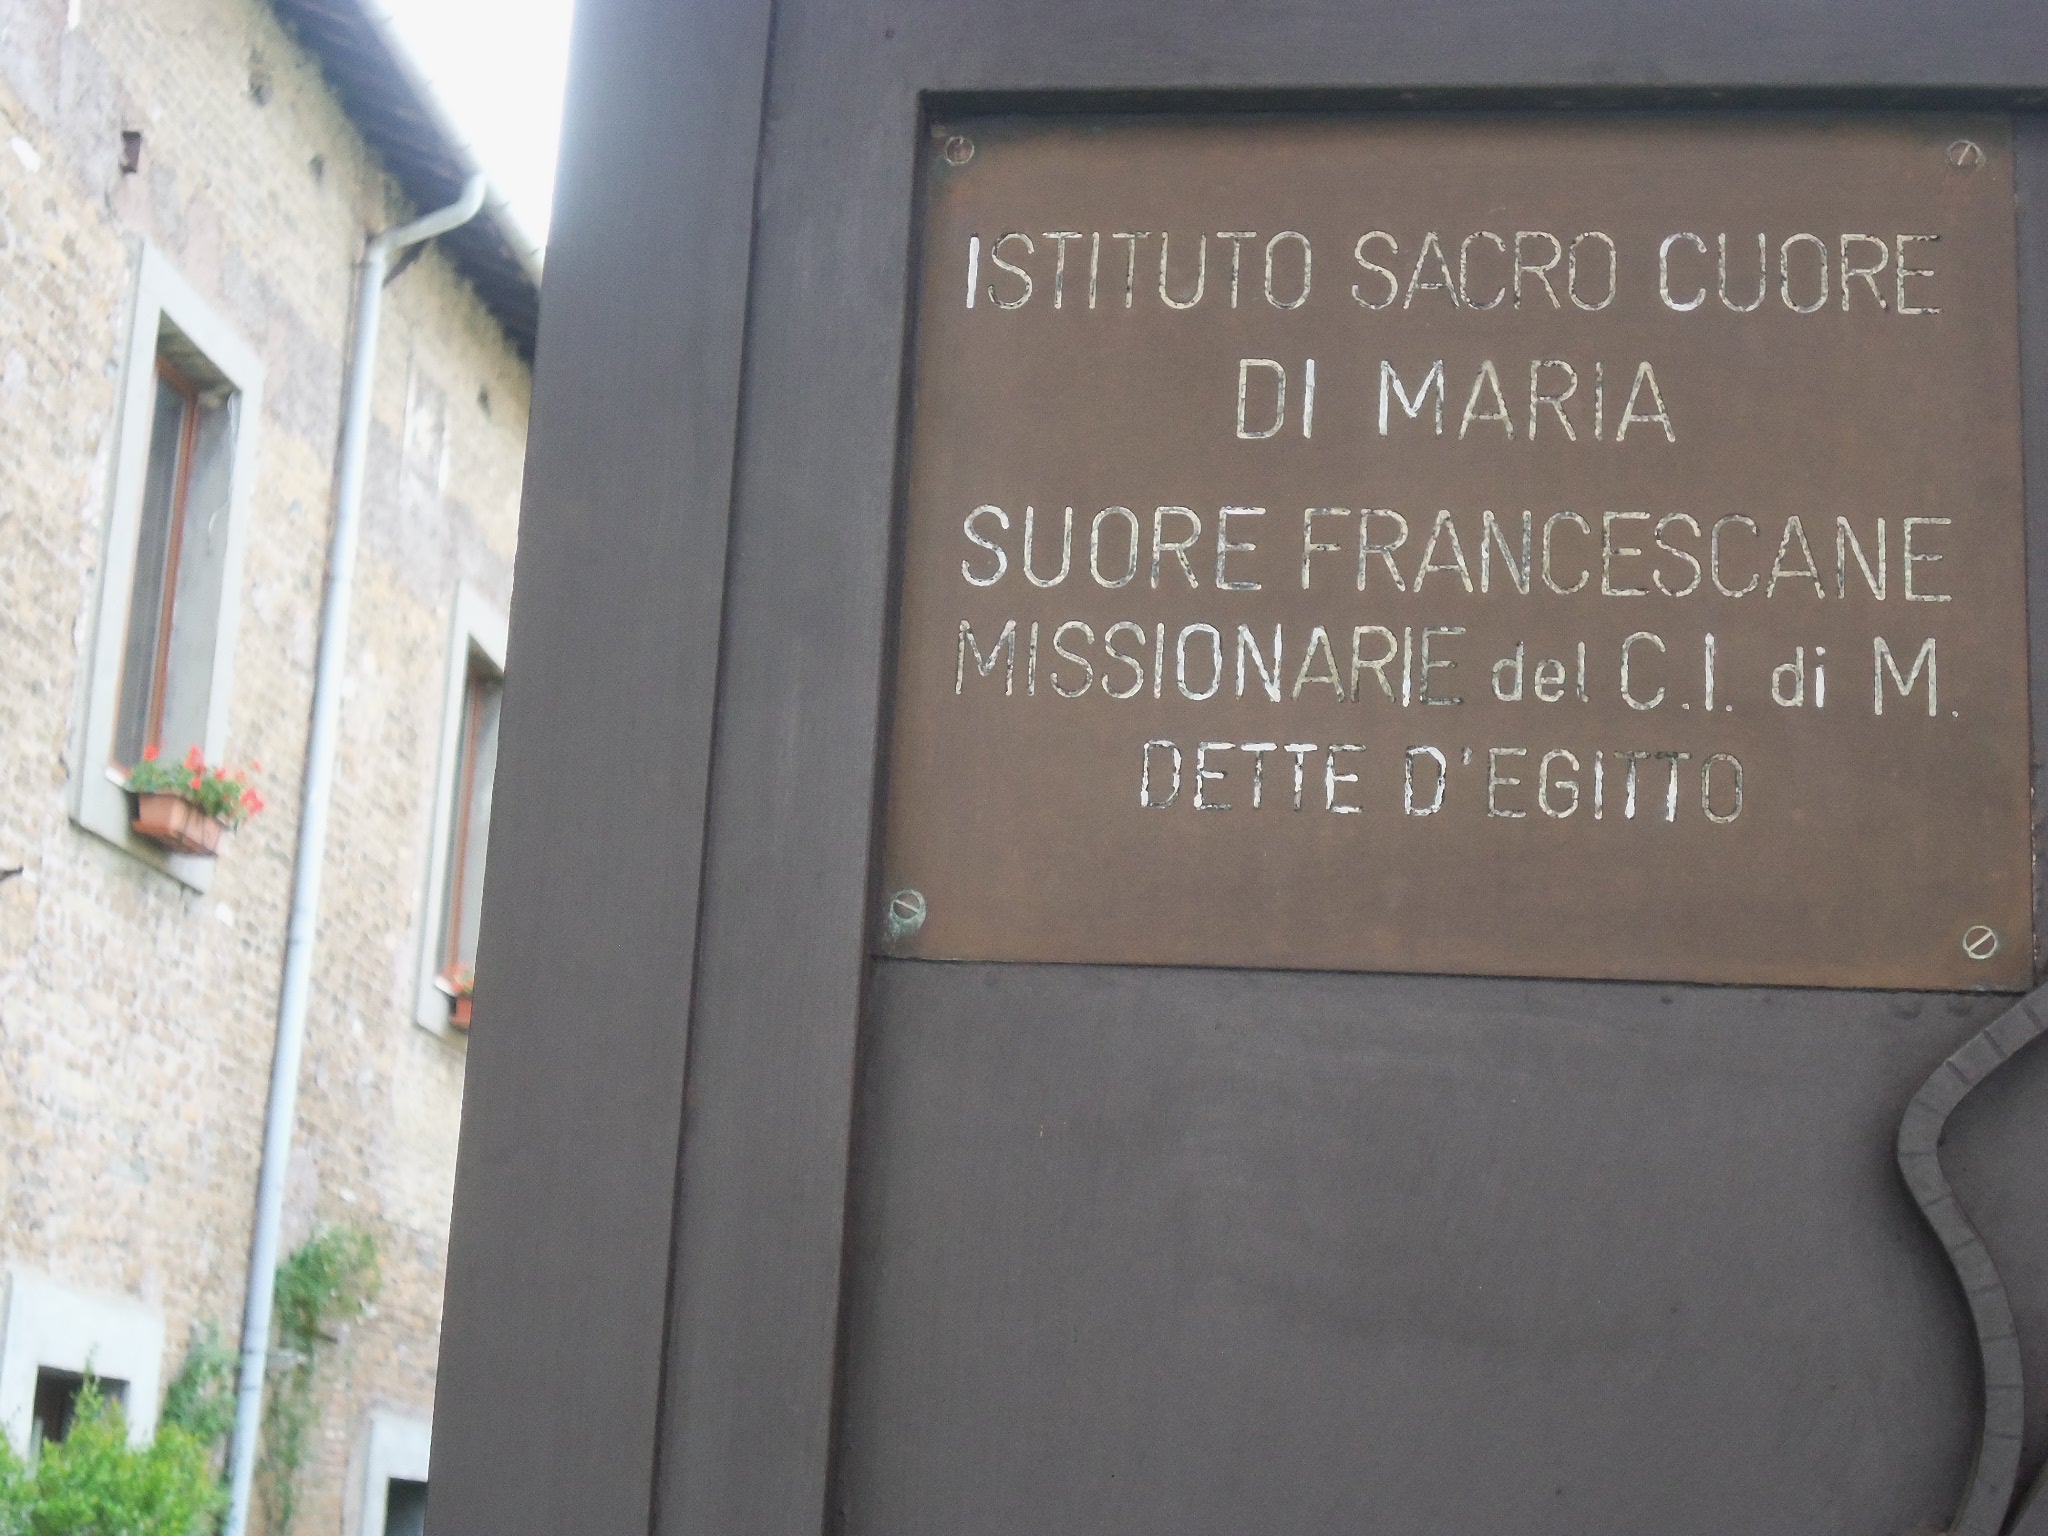 ISTITUTO SACRO CUORE
DI MARIA
SUORE FRANCESCANE
MISSIONARIE del C.I. di M.
DETTE D'EGITTO